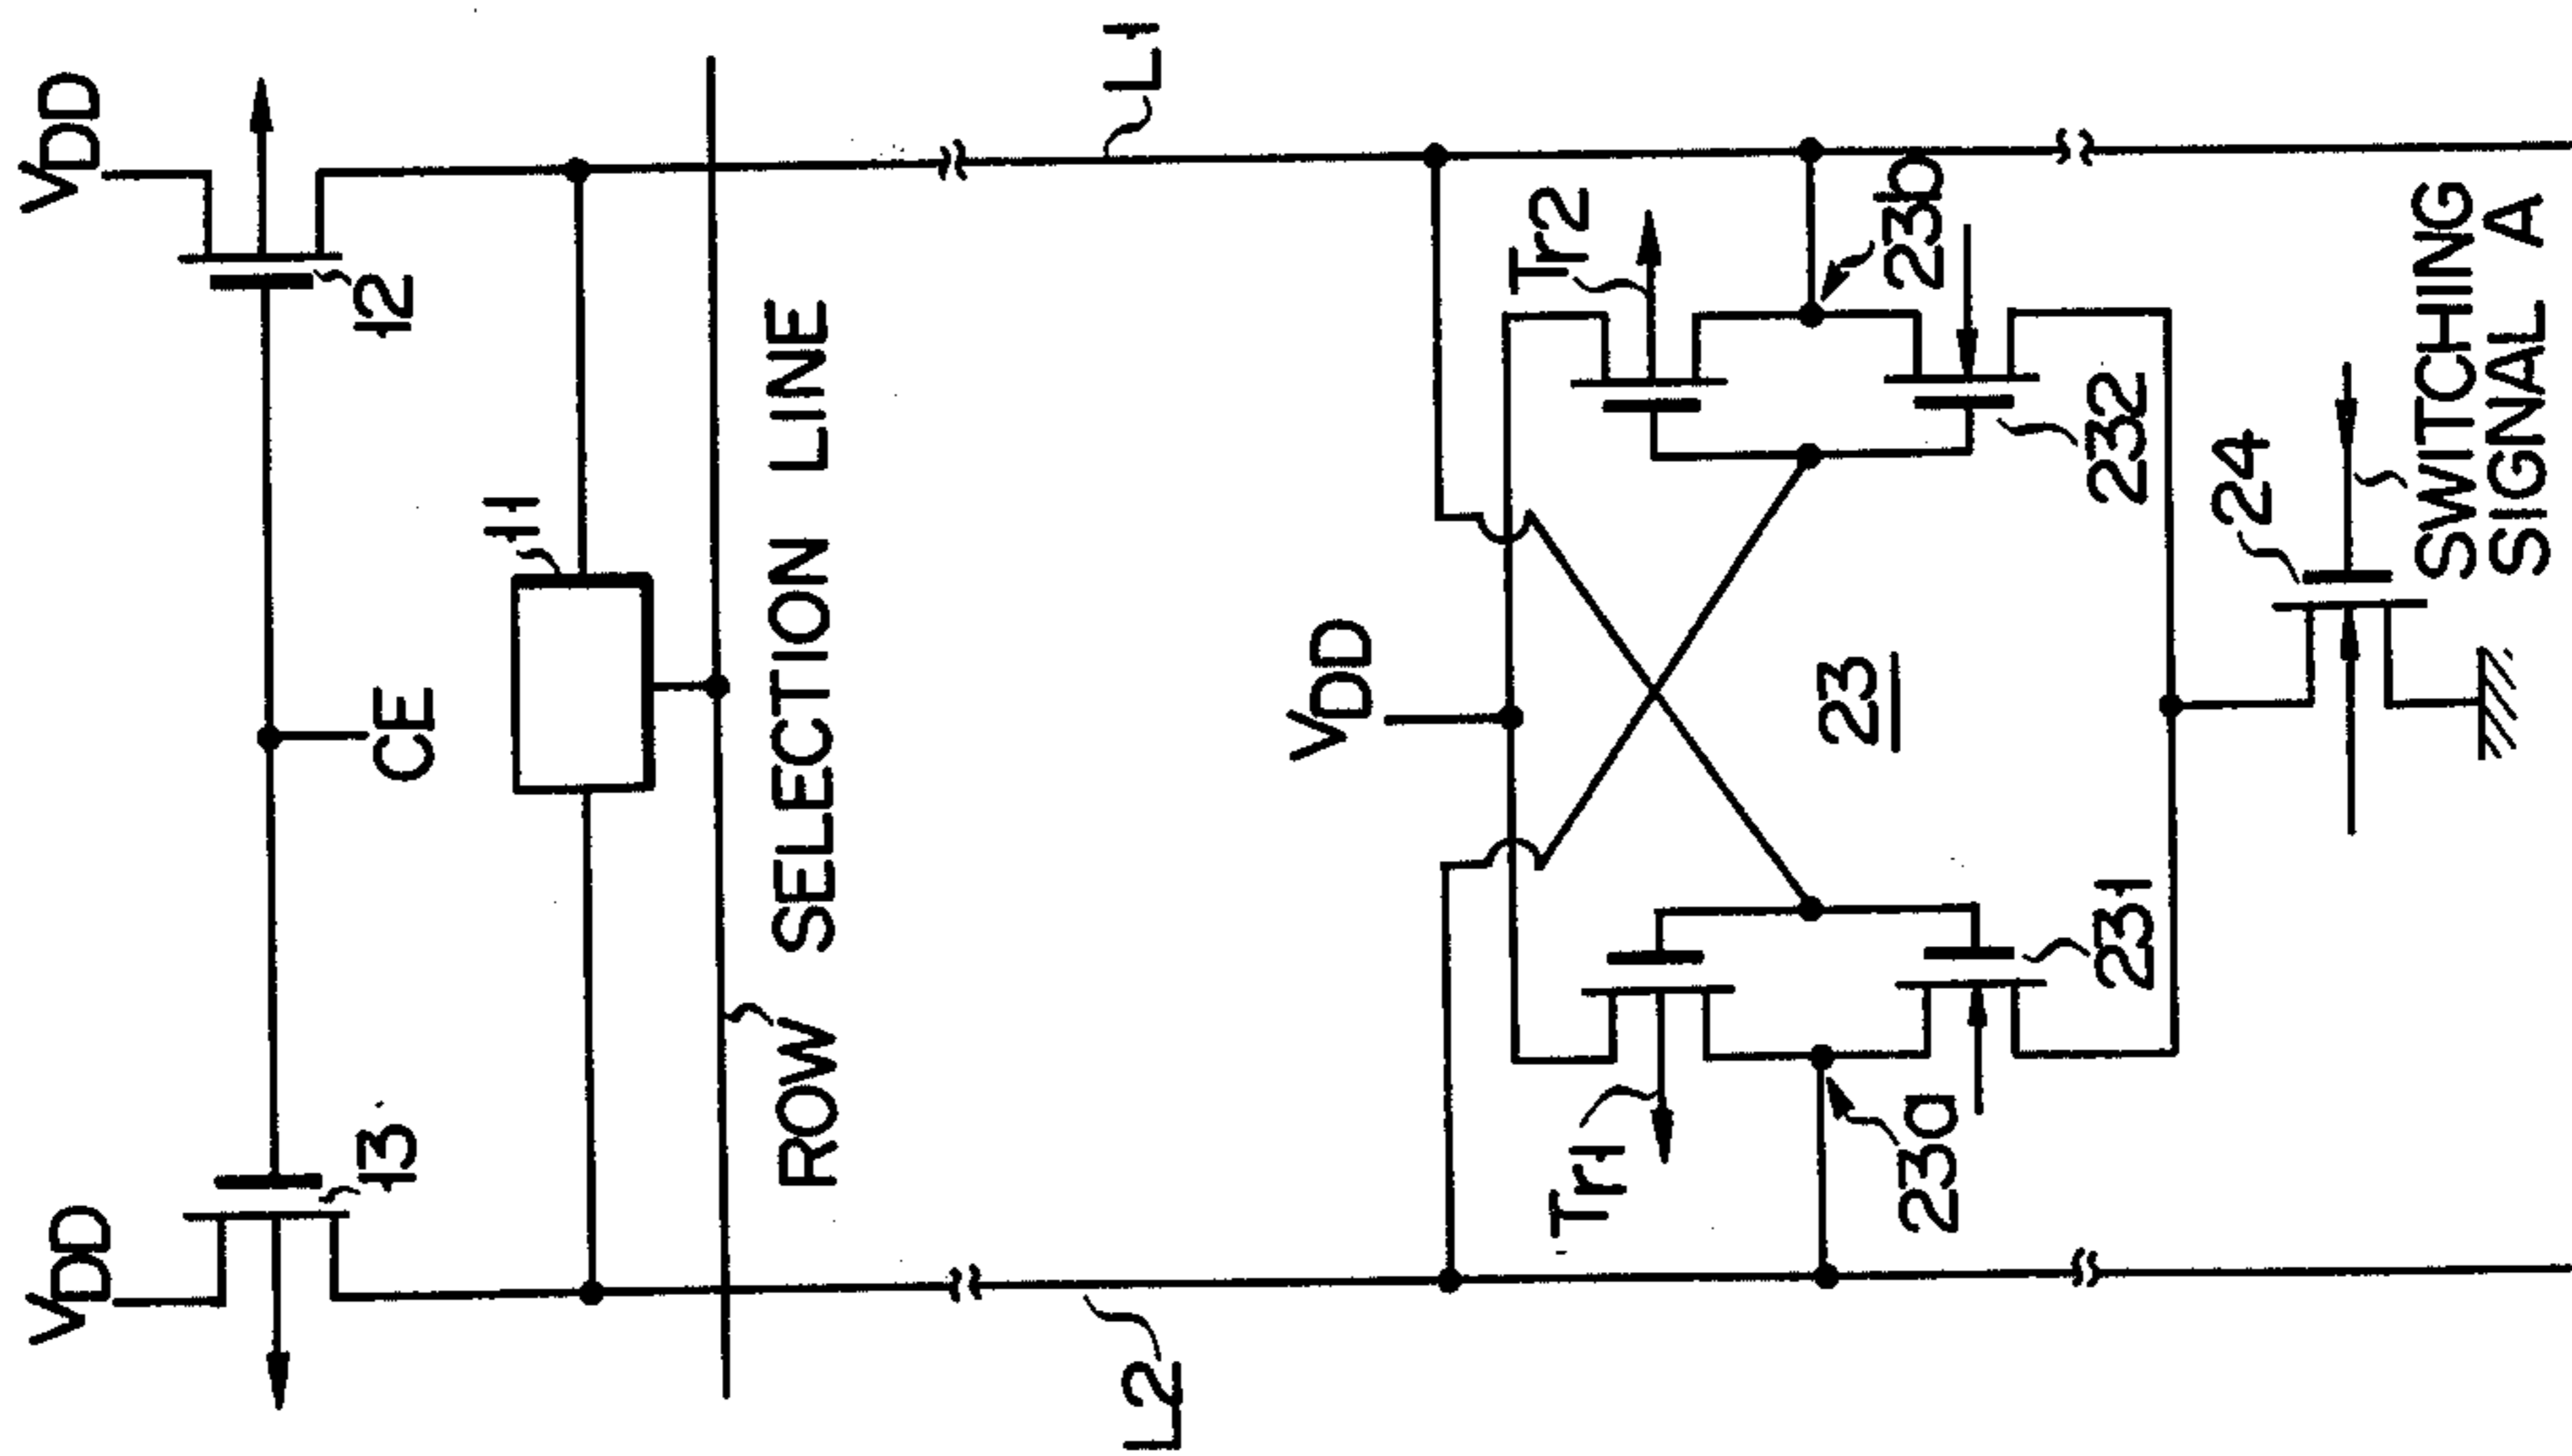 VDD
VDD
12
13
CE
11
ROW SELECTION LINE
L1
L2
VDD
Tr2
Tr1
23
23b
23a
232
231
24
SWITCHING
SIGNAL A